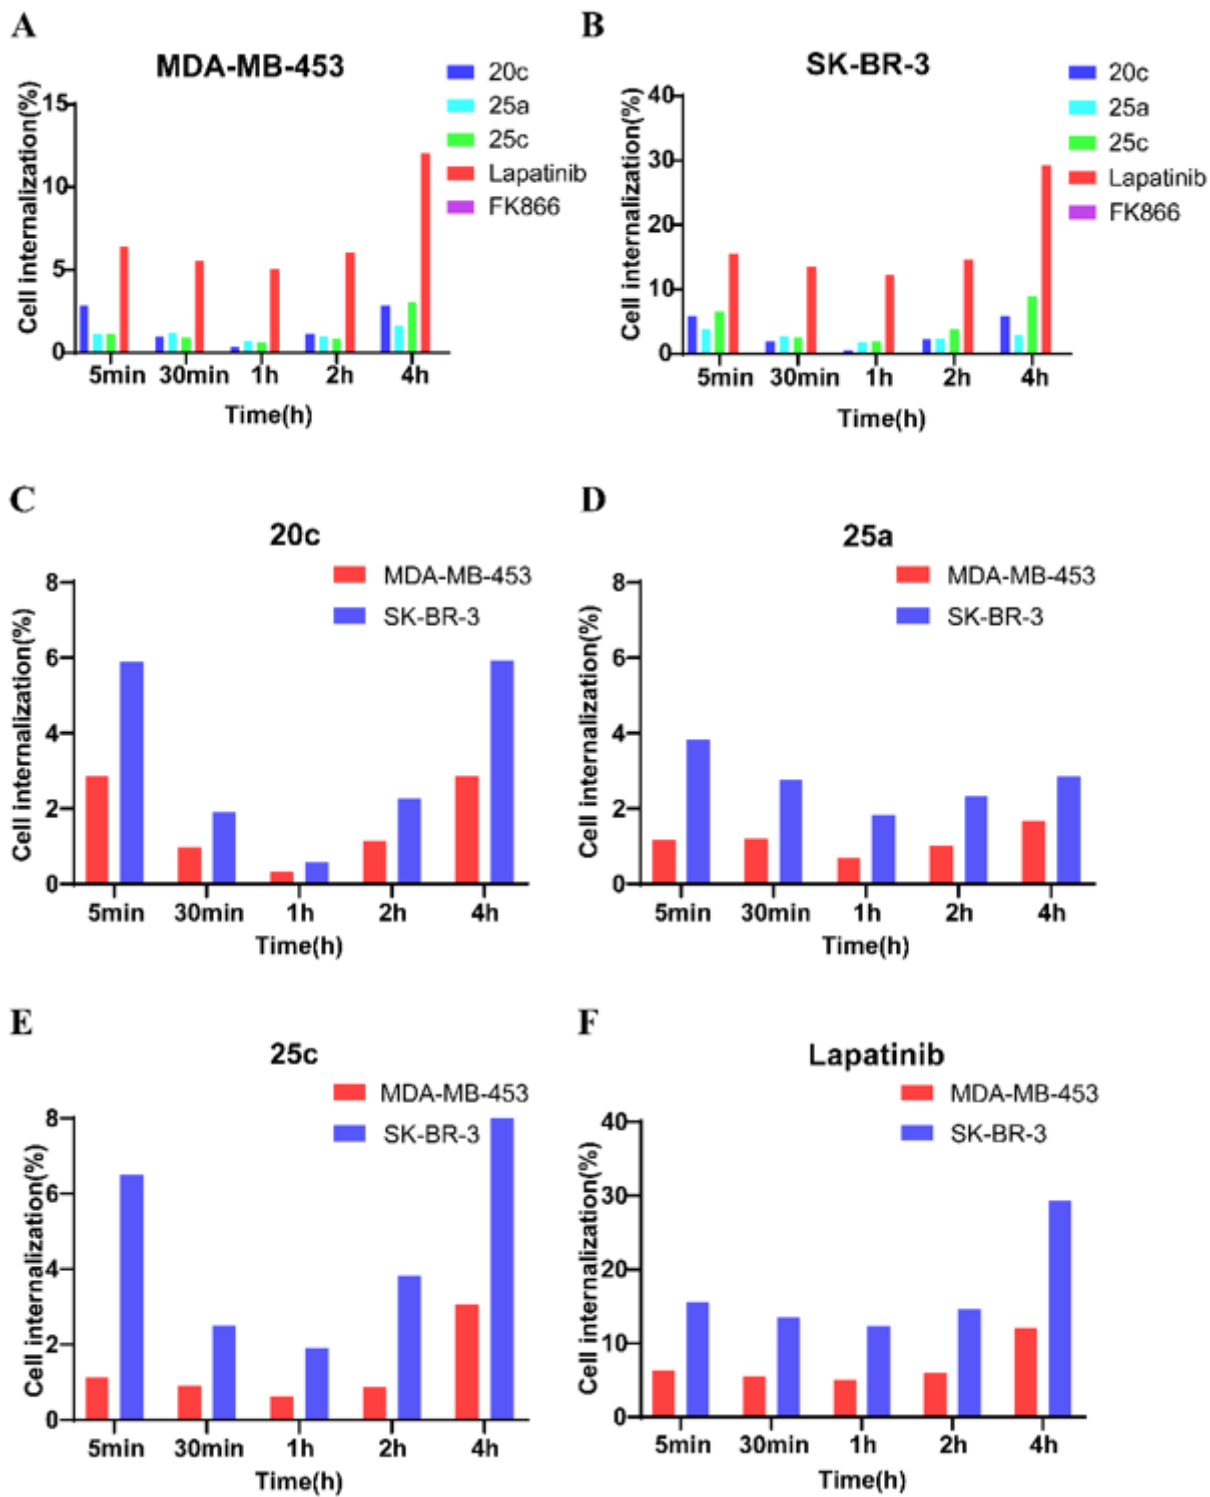 A
MDA-MB-453
Cell internalization(%)
15
10
5
0
5min 30min 1h 2h 4h
Time(h)
20c
25a
25c
Lapatinib
FK866
B
SK-BR-3
Cell internalization(%)
40
30
20
10
0
5min 30min 1h 2h 4h
Time(h)
20c
25a
25c
Lapatinib
FK866
C
20c
MDA-MB-453
SK-BR-3
Cell internalization(%)
8
6
4
2
0
5min 30min 1h 2h 4h
Time(h)
D
25a
MDA-MB-453
SK-BR-3
Cell internalization(%)
8
6
4
2
0
5min 30min 1h 2h 4h
Time(h)
E
25c
MDA-MB-453
SK-BR-3
Cell internalization(%)
8
6
4
2
0
5min 30min 1h 2h 4h
Time(h)
F
Lapatinib
MDA-MB-453
SK-BR-3
Cell internalization(%)
40
30
20
10
0
5min 30min 1h 2h 4h
Time(h)